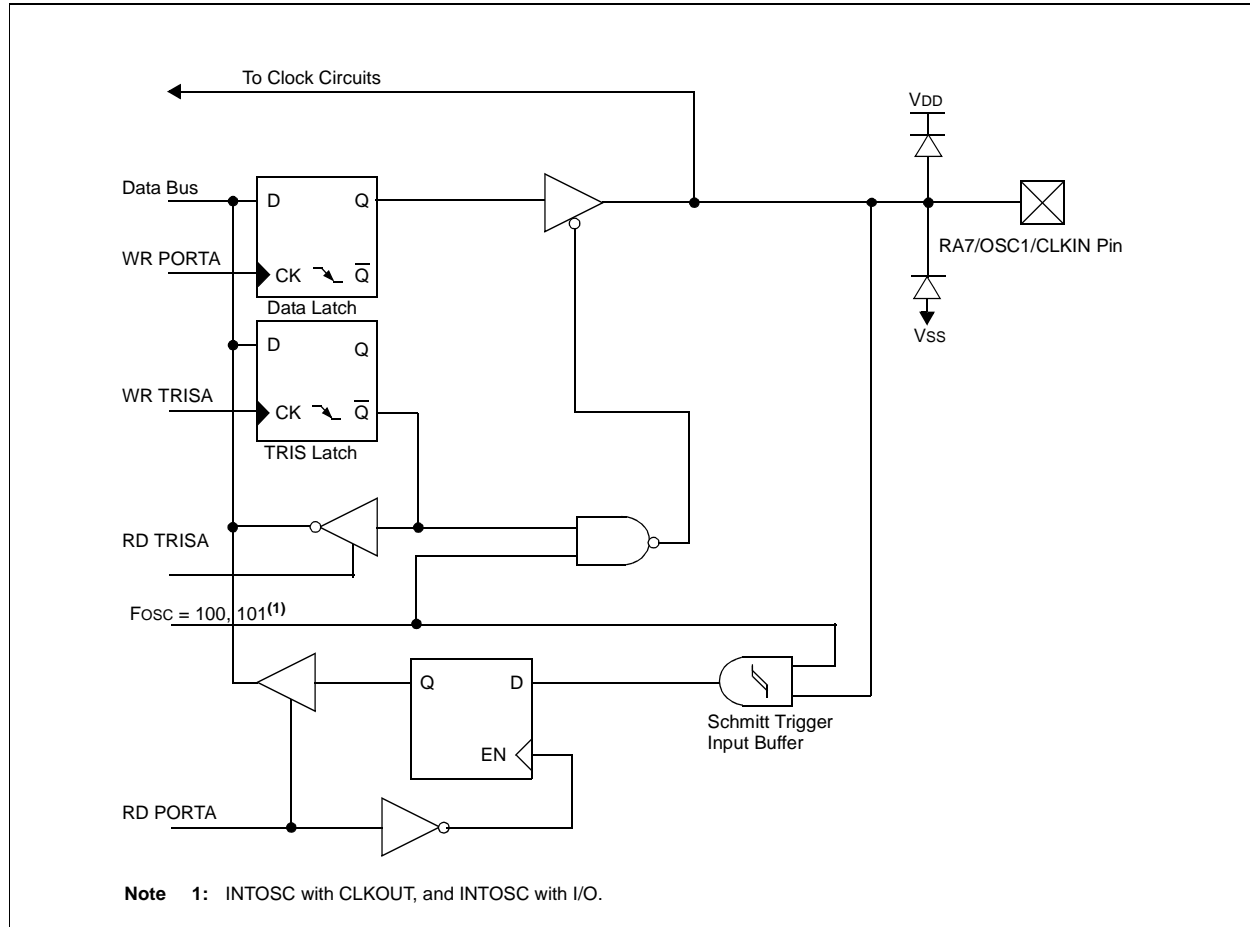 To Clock Circuits
VDD
Data Bus
D
Q
RA7/OSC1/CLKIN Pin
WR PORTA
CK
Q̅
Data Latch
VSS
D
Q
WR TRISA
CK
Q̅
TRIS Latch
RD TRISA
FOSC = 100, 101(1)
Q
D
Schmitt Trigger
Input Buffer
EN
RD PORTA
Note 1: INTOSC with CLKOUT, and INTOSC with I/O.